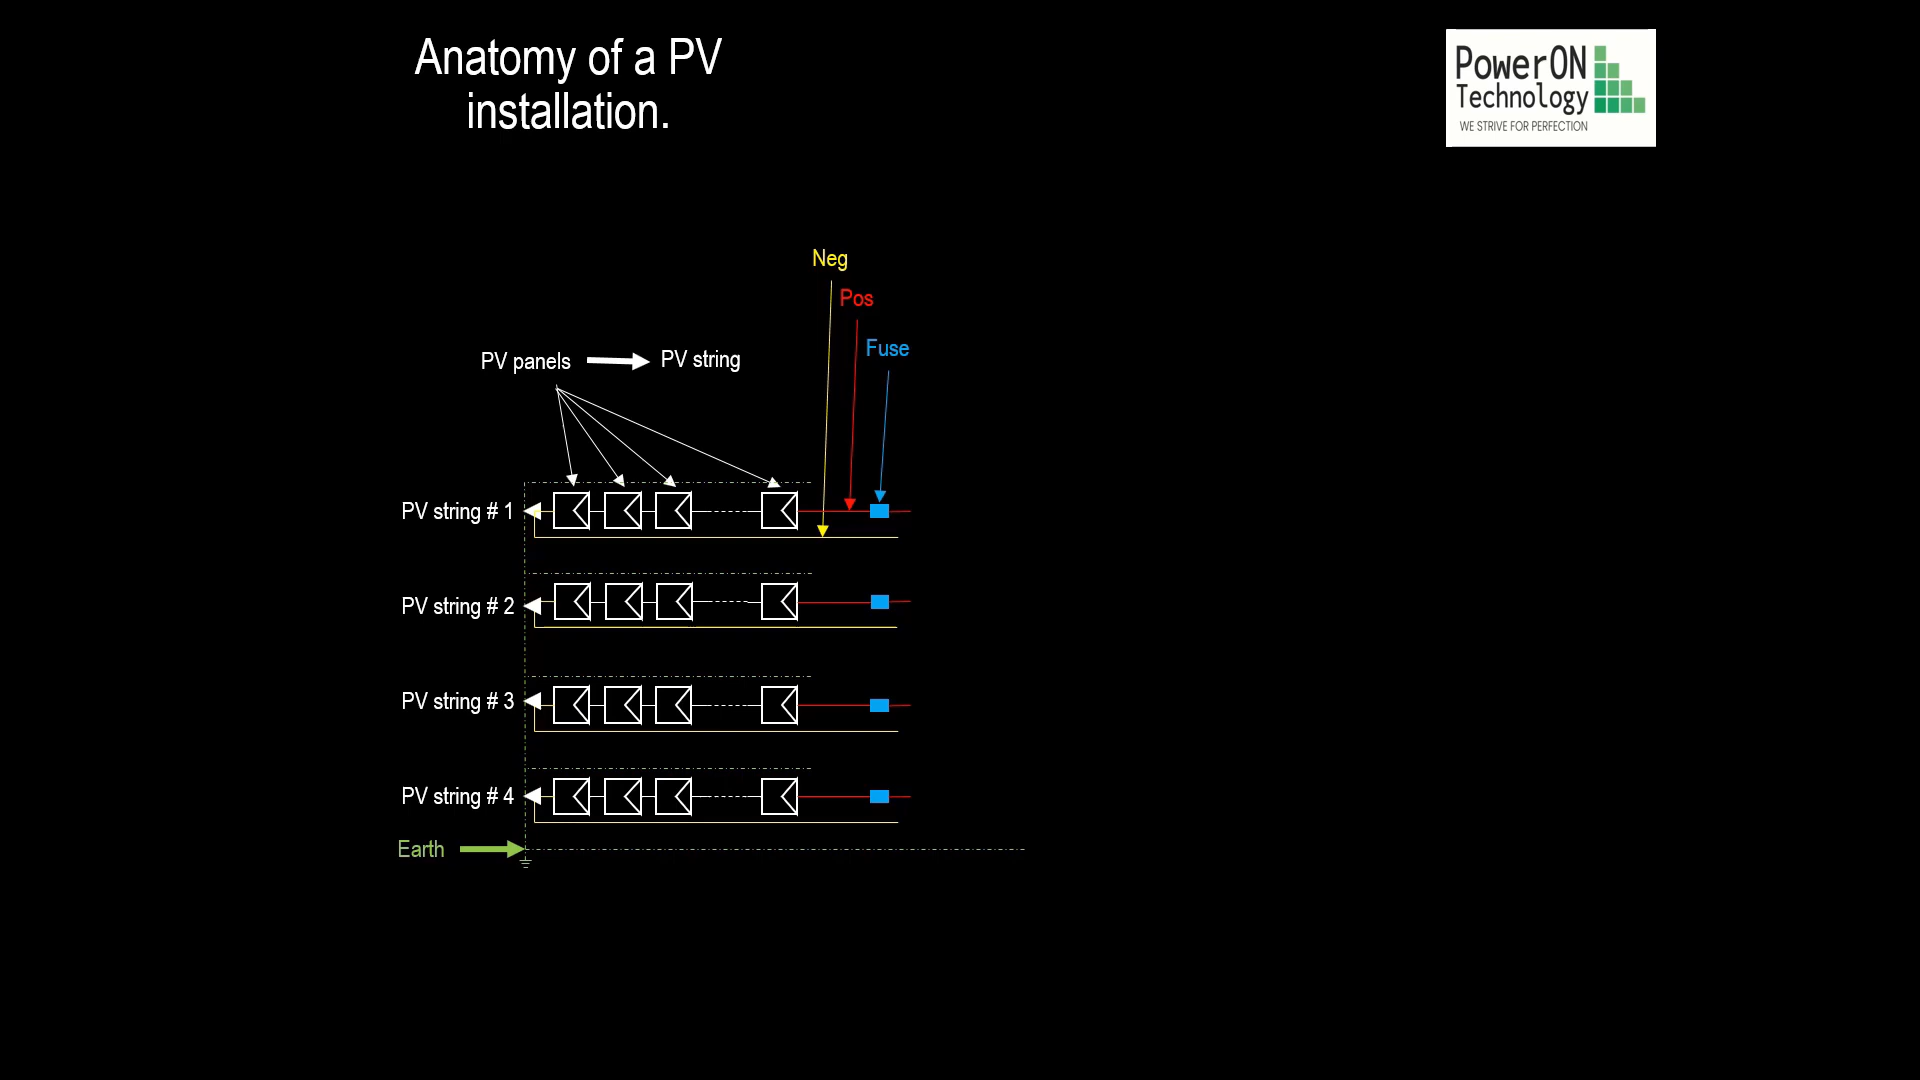 Anatomy of a PV
installation.
PowerON
Technology
WE STRIVE FOR PERFECTION
Neg
Pos
Fuse
PV panels
PV string
PV string # 1
PV string # 2
PV string # 3
PV string # 4
Earth